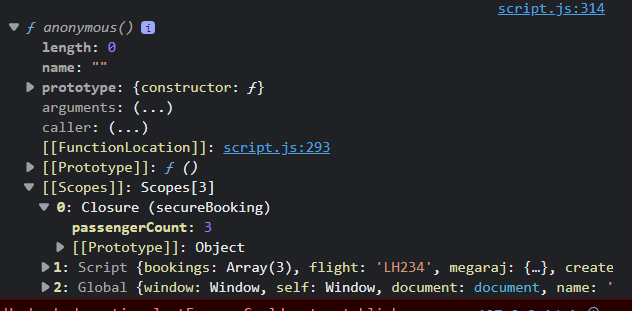 script.js:314
▼ ƒ anonymous() i
length: 0
name: ""
▶ prototype: {constructor: ƒ}
arguments: (...)
caller: (...)
[[FunctionLocation]]: script.js:293
▶ [[Prototype]]: ƒ ()
▼ [[Scopes]]: Scopes[3]
▼ 0: Closure (secureBooking)
passengerCount: 3
▶ [[Prototype]]: Object
▶ 1: Script {bookings: Array(3), flight: 'LH234', megaraj: {…}, create
▶ 2: Global {window: Window, self: Window, document: document, name: '